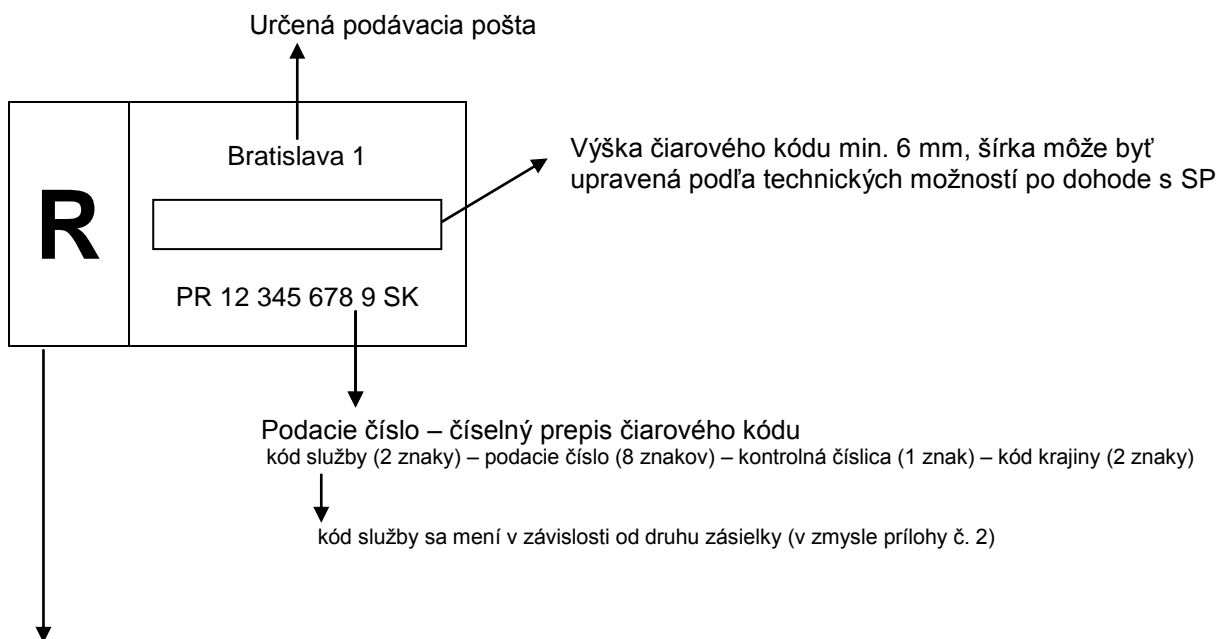 Určená podávacia pošta
Bratislava 1
R
Výška čiarového kódu min. 6 mm, šírka môže byť
upravená podľa technických možností po dohode s SP
PR 12 345 678 9 SK
Podacie číslo – číselný prepis čiarového kódu
kód služby (2 znaky) – podacie číslo (8 znakov) – kontrolná číslica (1 znak) – kód krajiny (2 znaky)
kód služby sa mení v závislosti od druhu zásielky (v zmysle prílohy č. 2)